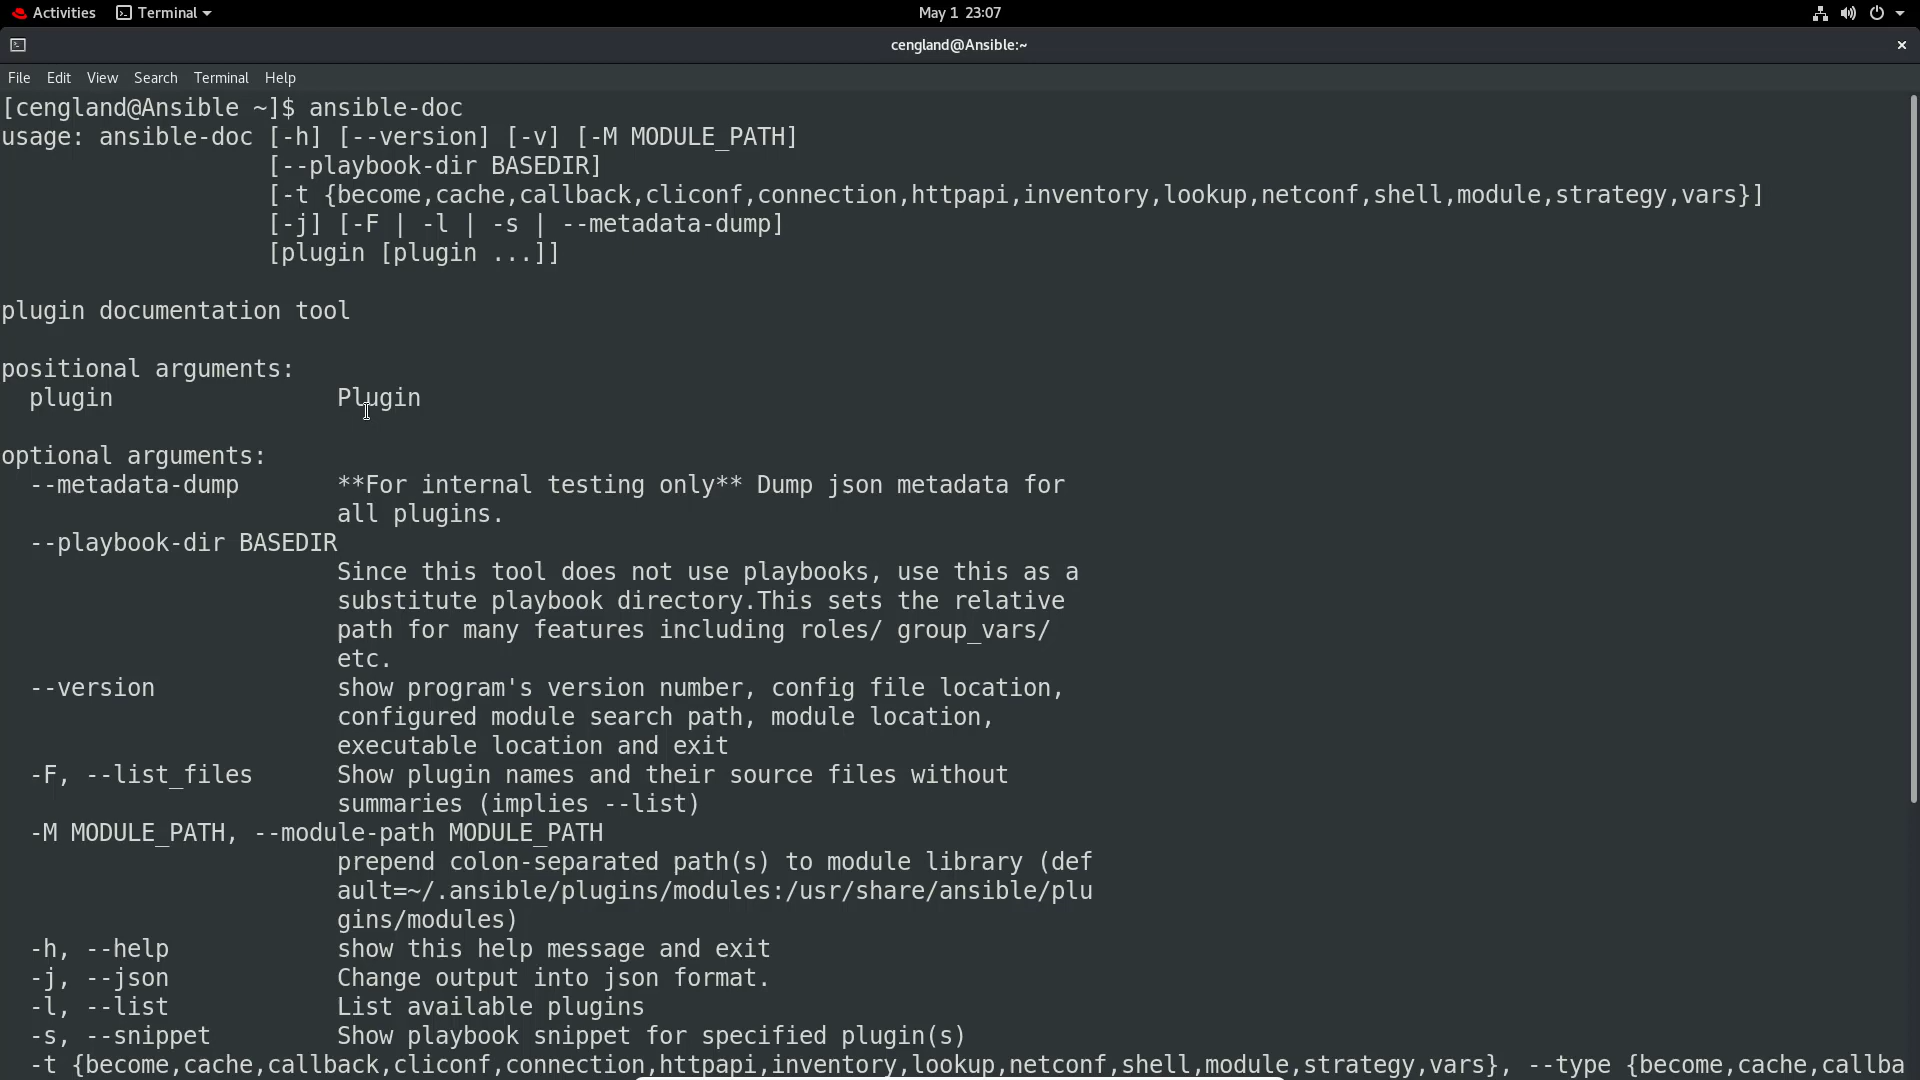 Activities Terminal May 1 23:07
cengland@Ansible:~
File Edit View Search Terminal Help
[cengland@Ansible ~]$ ansible-doc
usage: ansible-doc [-h] [--version] [-v] [-M MODULE_PATH]
[--playbook-dir BASEDIR]
[-t {become,cache,callback,cliconf,connection,httpapi,inventory,lookup,netconf,shell,module,strategy,vars}]
[-j] [-F | -l | -s | --metadata-dump]
[plugin [plugin ...]]
plugin documentation tool
positional arguments:
plugin Plugin
optional arguments:
--metadata-dump **For internal testing only** Dump json metadata for
all plugins.
--playbook-dir BASEDIR
Since this tool does not use playbooks, use this as a
substitute playbook directory.This sets the relative
path for many features including roles/ group_vars/
etc.
--version show program's version number, config file location,
configured module search path, module location,
executable location and exit
-F, --list_files Show plugin names and their source files without
summaries (implies --list)
-M MODULE_PATH, --module-path MODULE_PATH
prepend colon-separated path(s) to module library (def
ault=~/.ansible/plugins/modules:/usr/share/ansible/plu
gins/modules)
-h, --help show this help message and exit
-j, --json Change output into json format.
-l, --list List available plugins
-s, --snippet Show playbook snippet for specified plugin(s)
-t {become,cache,callback,cliconf,connection,httpapi,inventory,lookup,netconf,shell,module,strategy,vars}, --type {become,cache,callba